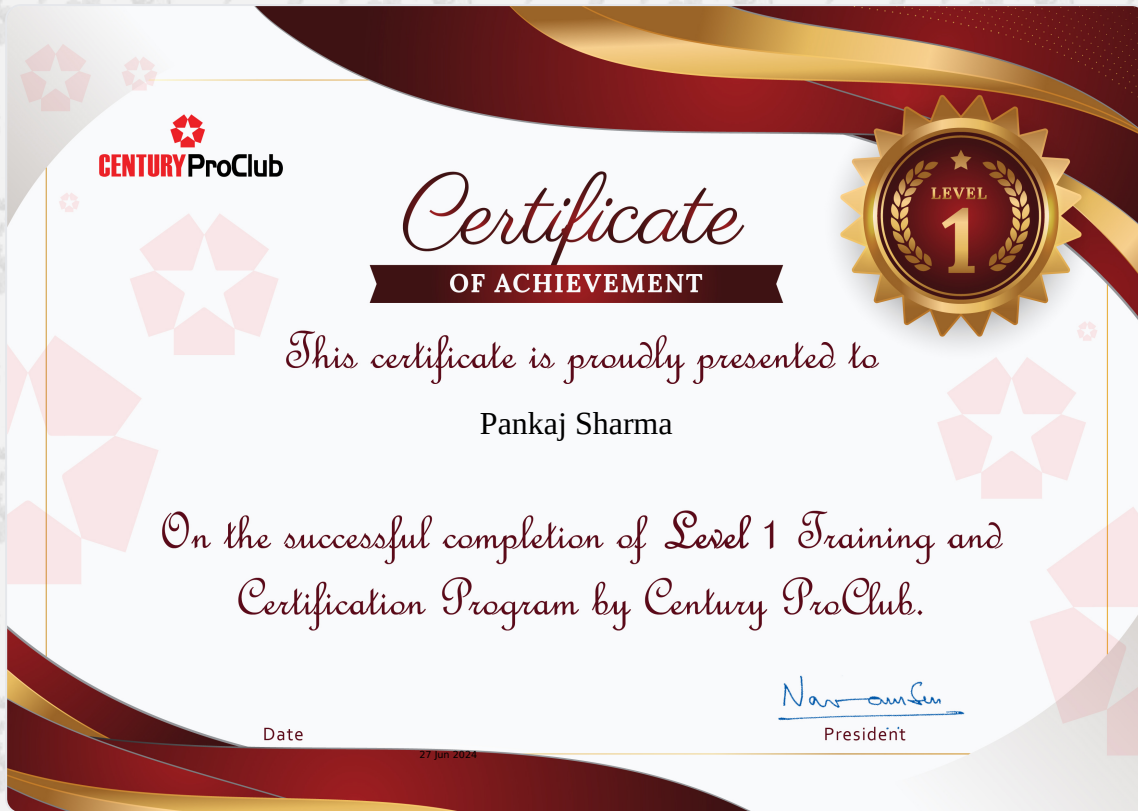 CENTURY ProClub
LEVEL
1
Certificate
OF ACHIEVEMENT
This certificate is proudly presented to
Pankaj Sharma
On the successful completion of Level 1 Training and
Certification Program by Century ProClub.
Date
President
27 Jun 2024